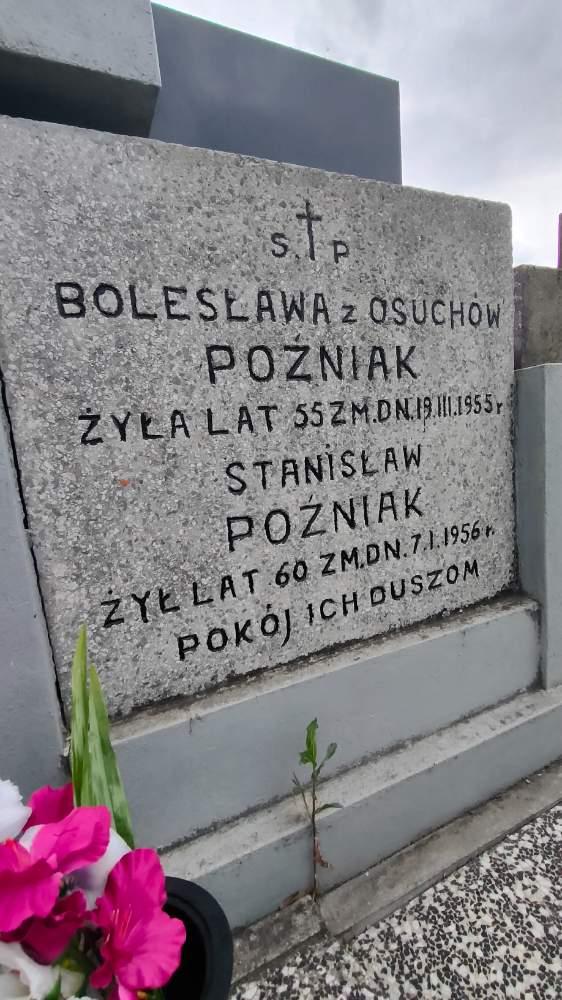 S.†P
BOLESŁAWA z OSUCHÓW
POŹNIAK
ŻYŁA LAT 55 ZM.DN.19.III.1955 r
STANISŁAW
POŹNIAK
ŻYŁ LAT 60 ZM.DN.7.I.1956 r.
POKÓJ ICH DUSZOM